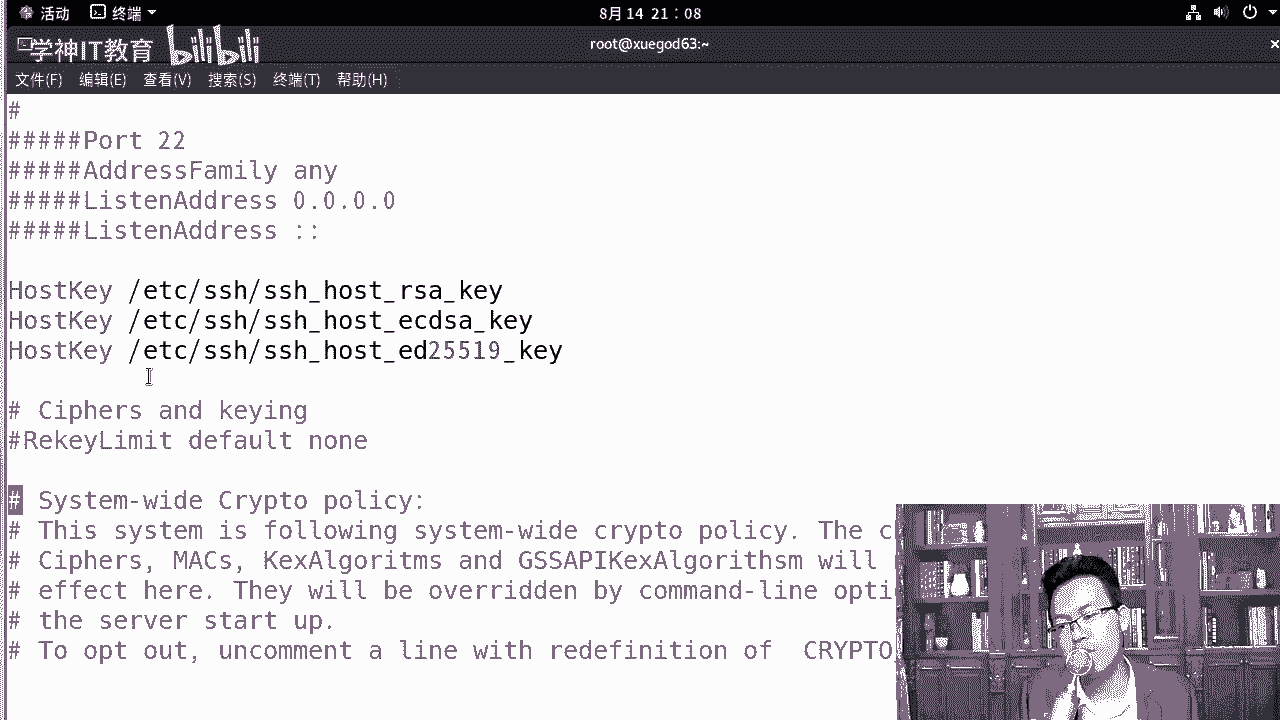 活动 终端 8月14 21：08
学神IT教育 bilibili root@xuegod63:~
文件(F) 编辑(E) 查看(V) 搜索(S) 终端(T) 帮助(H)
#
#####Port 22
#####AddressFamily any
#####ListenAddress 0.0.0.0
#####ListenAddress ::
HostKey /etc/ssh/ssh_host_rsa_key
HostKey /etc/ssh/ssh_host_ecdsa_key
HostKey /etc/ssh/ssh_host_ed25519_key
# Ciphers and keying
#RekeyLimit default none
# System-wide Crypto policy:
# This system is following system-wide crypto policy. The c
# Ciphers, MACs, KexAlgoritms and GSSAPIKexAlgorithsm will
# effect here. They will be overridden by command-line opti
# the server start up.
# To opt out, uncomment a line with redefinition of  CRYPTO